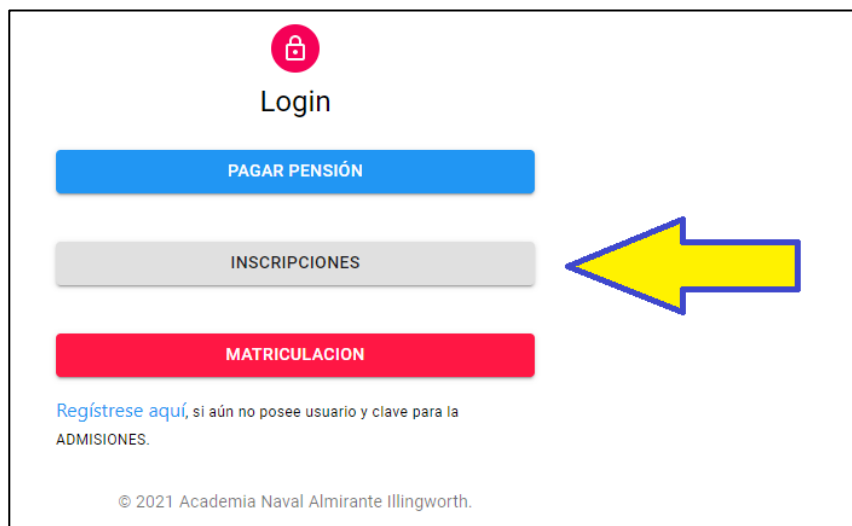 Login
PAGAR PENSIÓN
INSCRIPCIONES
MATRICULACION
Regístrese aquí, si aún no posee usuario y clave para la
ADMISIONES.
© 2021 Academia Naval Almirante Illingworth.